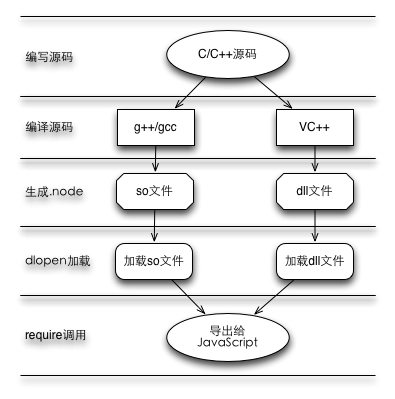 编写源码
C/C++源码
编译源码
g++/gcc
VC++
生成.node
so文件
dll文件
dlopen加载
加载so文件
加载dll文件
require调用
导出给
JavaScript